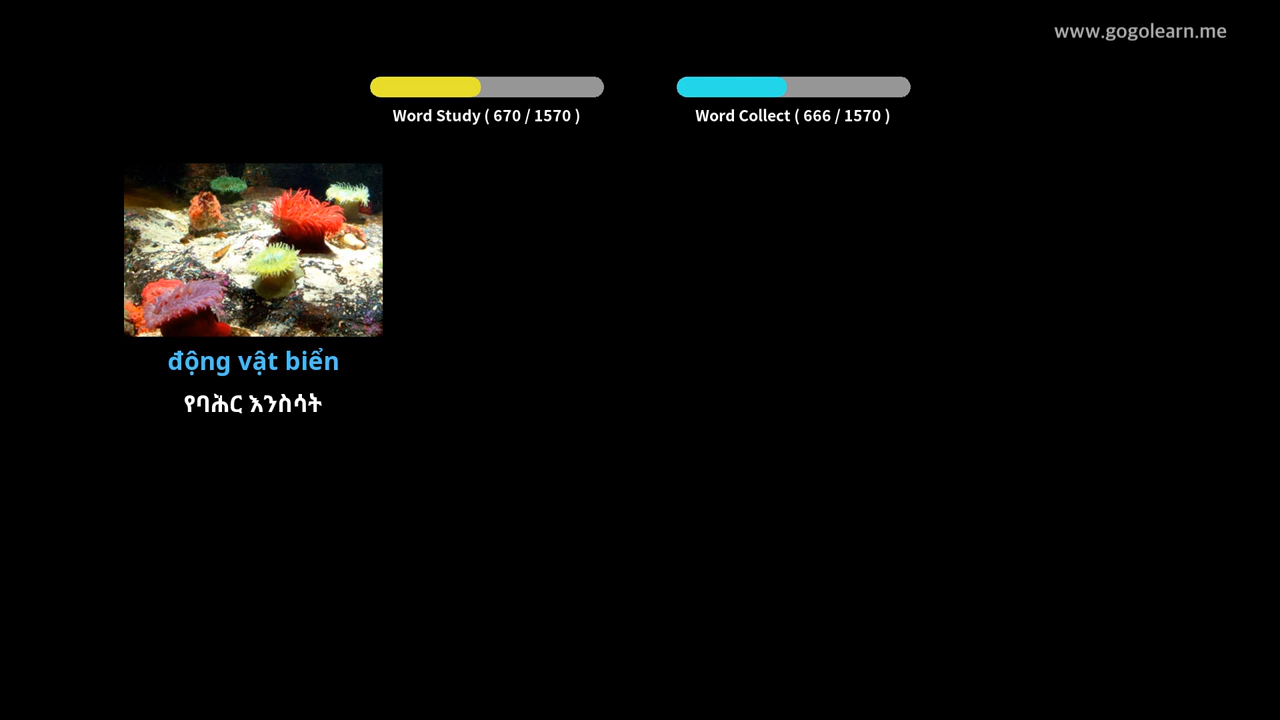 www.gogolearn.me
Word Study ( 670 / 1570 )
Word Collect ( 666 / 1570 )
động vật biển
የባሕር እንስሳት